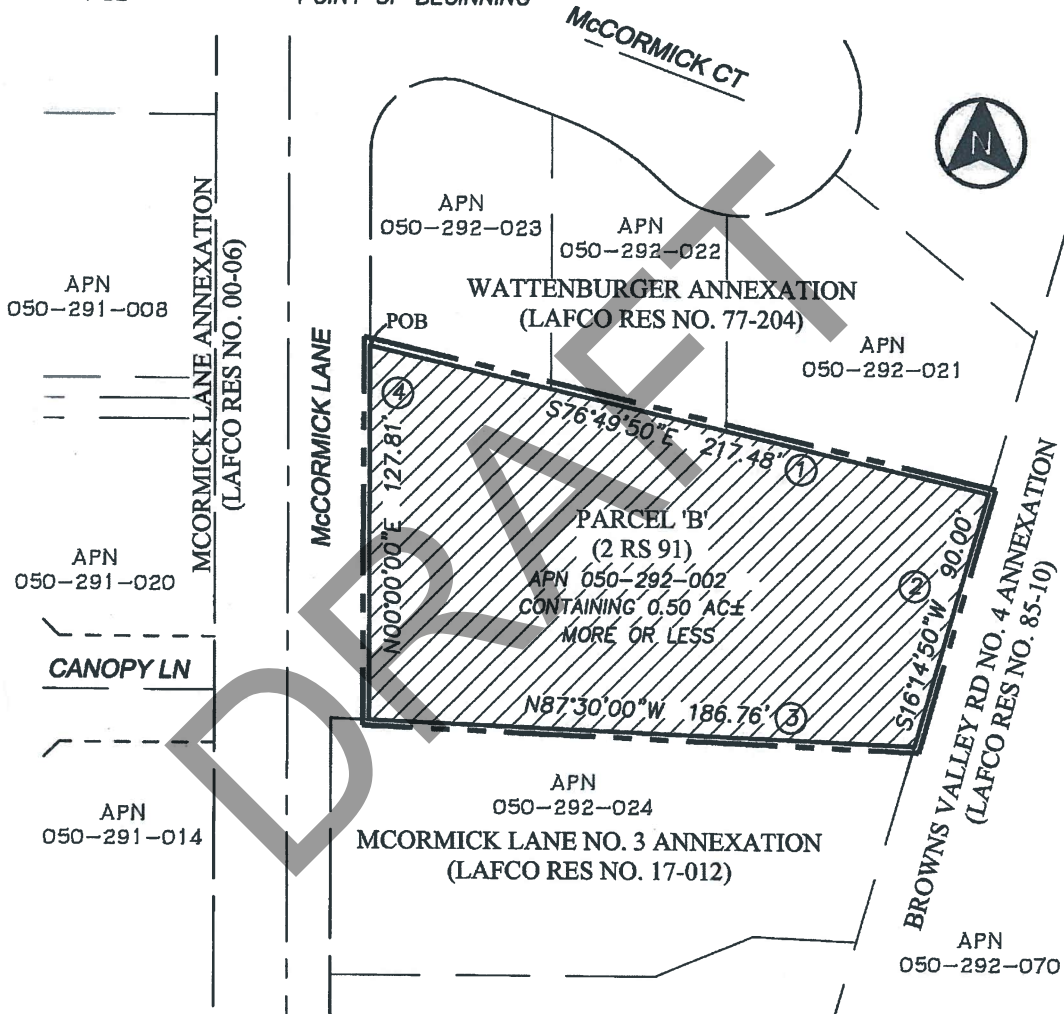 POINT OF BEGINNING
McCORMICK CT
N
APN
050-292-023
APN
050-292-022
APN
050-291-008
MCORMICK LANE ANNEXATION
(LAFCO RES NO. 00-06)
WATTENBURGER ANNEXATION
(LAFCO RES NO. 77-204)
McCORMICK LANE
POB
APN
050-292-021
4
S76°49'50"E 217.48" 1
N00°00'00"E 127.81'
PARCEL 'B'
(2 RS 91)
APN 050-292-002
CONTAINING 0.50 AC±
MORE OR LESS
S16°14'50"W 90.00'
2
BROWNS VALLEY RD NO. 4 ANNEXATION
(LAFCO RES NO. 85-10)
APN
050-291-020
CANOPY LN
N87°30'00"W 186.76' 3
APN
050-291-014
APN
050-292-024
MCORMICK LANE NO. 3 ANNEXATION
(LAFCO RES NO. 17-012)
APN
050-292-070
DRAFT